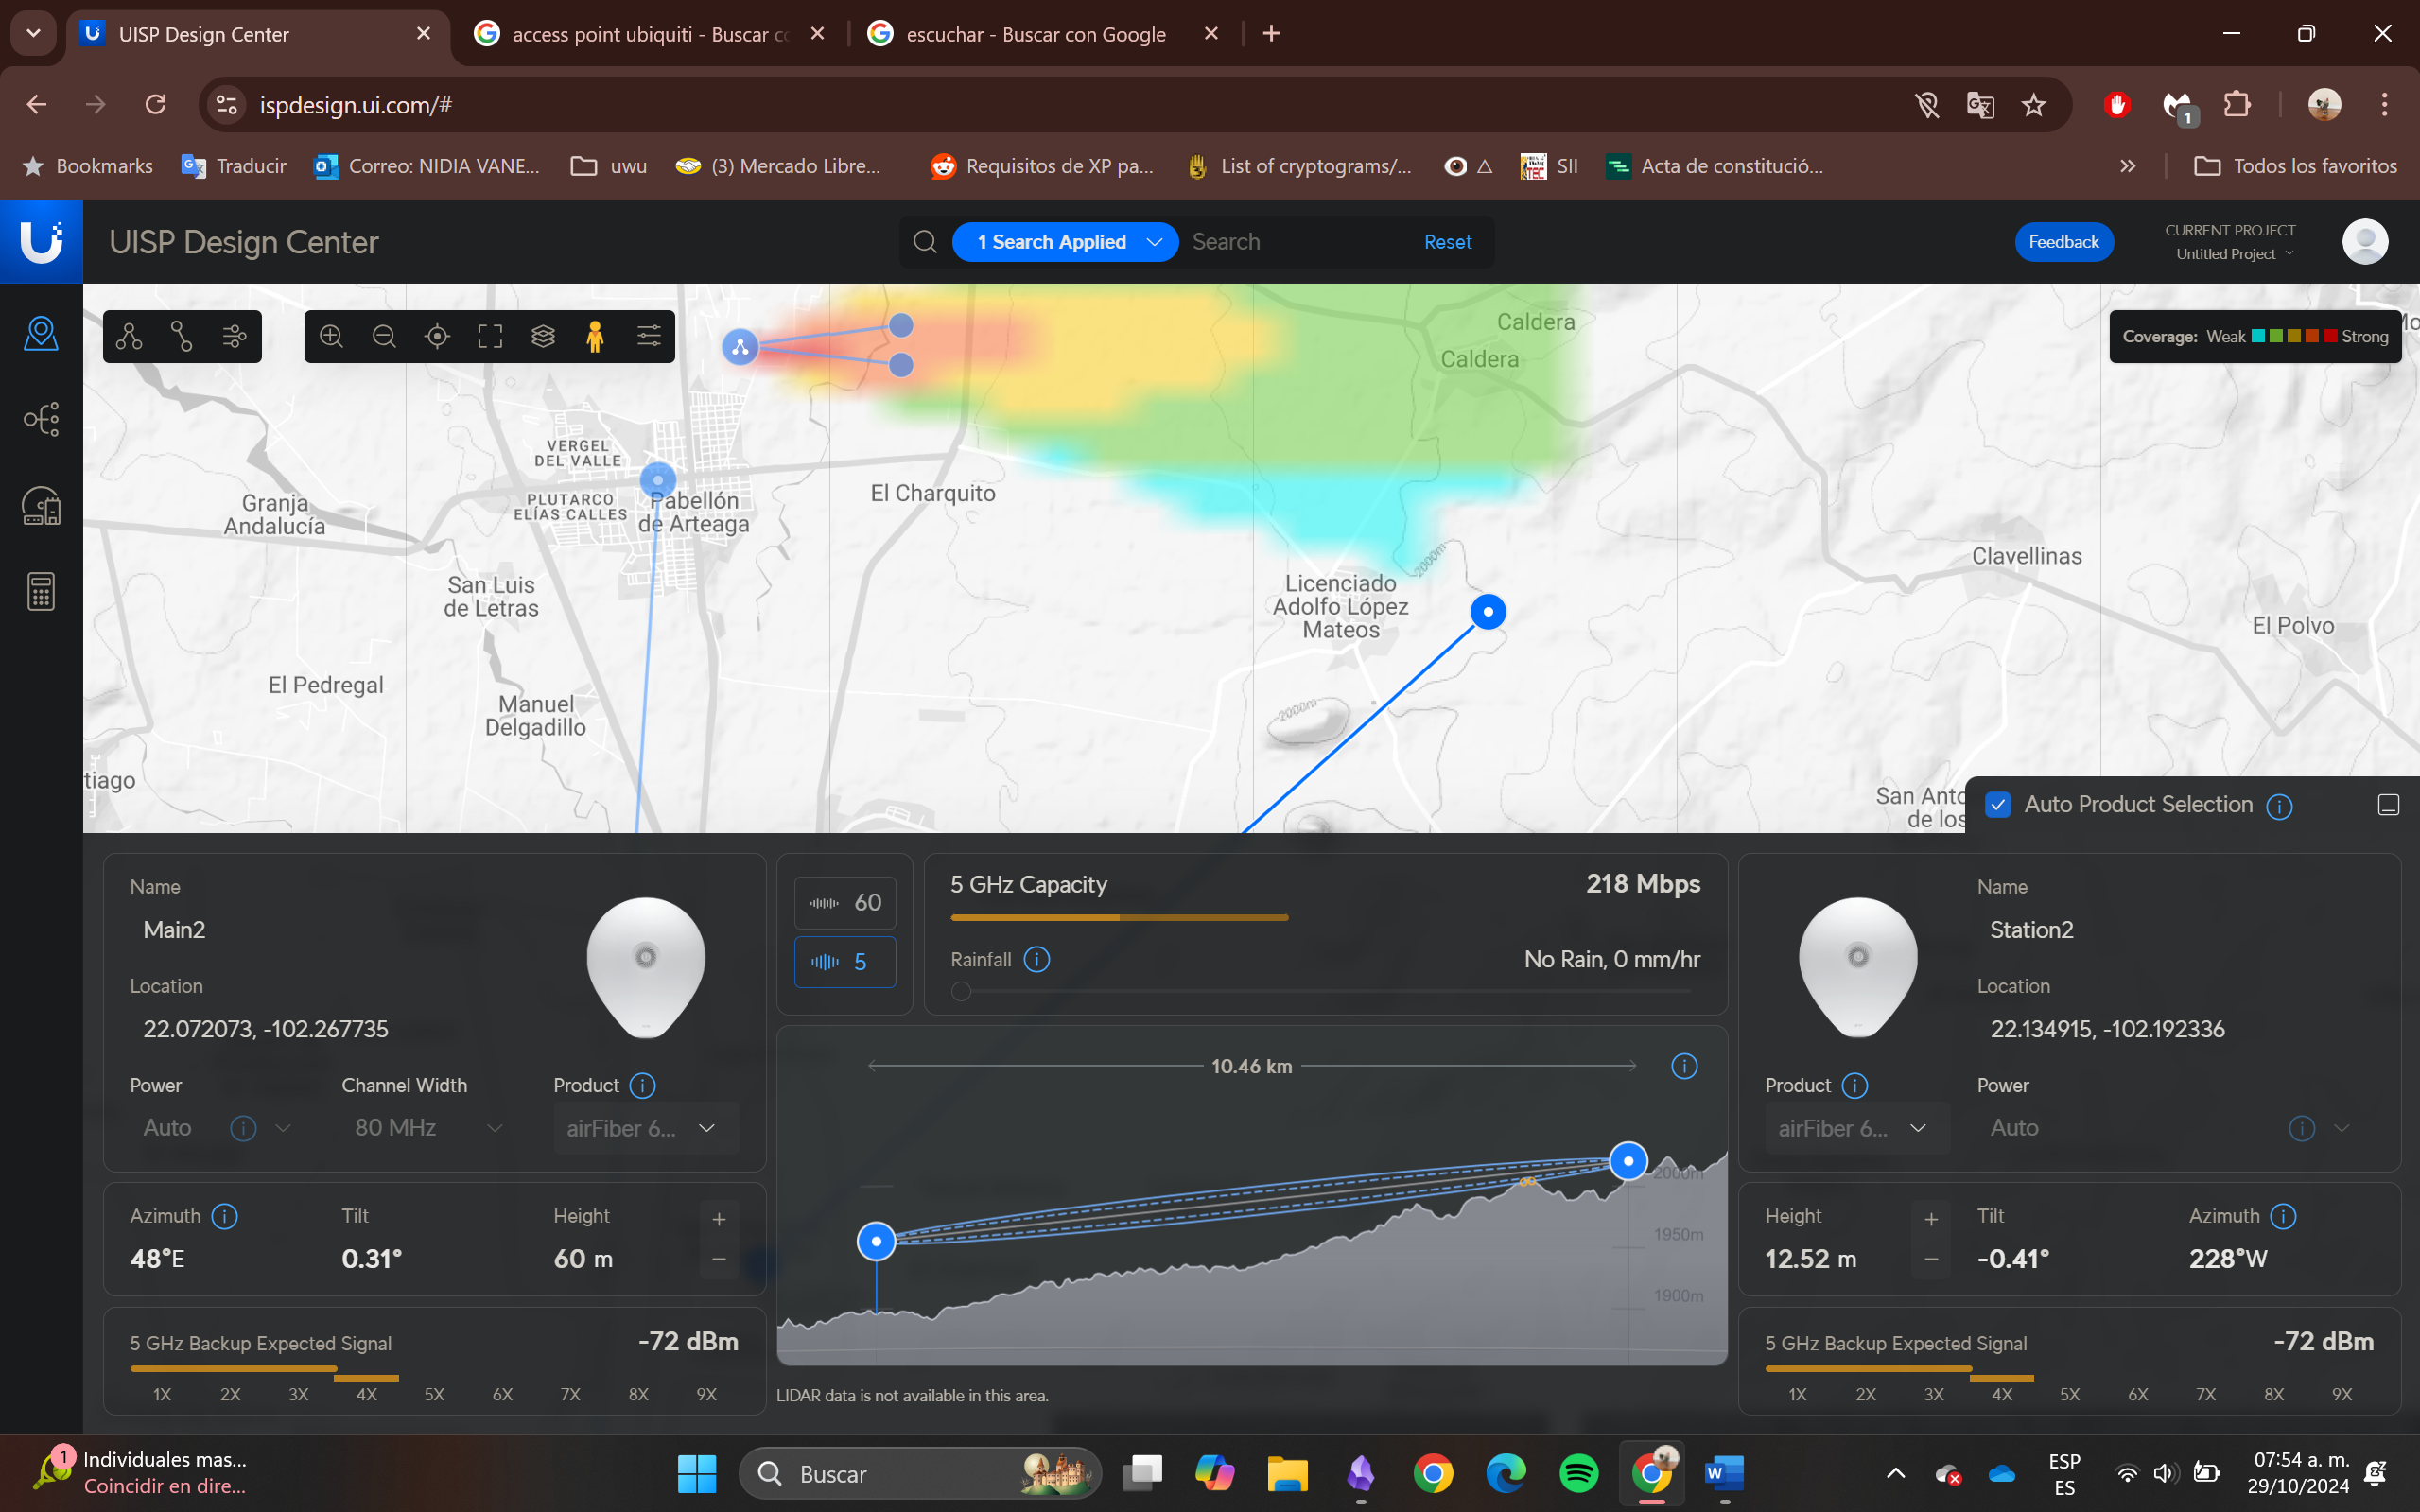 UISP Design Center
access point ubiquiti - Buscar co
escuchar - Buscar con Google
ispdesign.ui.com/#
1
Bookmarks
Traducir
Correo: NIDIA VANE...
uwu
(3) Mercado Libre...
Requisitos de XP pa...
List of cryptograms/...
△
SII
Acta de constitució...
»
Todos los favoritos
UISP Design Center
1 Search Applied
Search
Reset
Feedback
CURRENT PROJECT
Untitled Project
Caldera
Caldera
Coverage: Weak Strong
VERGEL
DEL VALLE
PLUTARCO
ELÍAS CALLES
Pabellón
de Arteaga
Granja
Andalucía
El Charquito
San Luis
de Letras
El Pedregal
Manuel
Delgadillo
tiago
2000m
Licenciado
Adolfo López
Mateos
2000m
Clavellinas
El Polvo
San Anto
de los
Auto Product Selection
Name
Main2
Location
22.072073, -102.267735
Power
Auto
Channel Width
80 MHz
Product
airFiber 6...
Azimuth
48°E
Tilt
0.31°
Height
60 m
+
−
5 GHz Backup Expected Signal
-72 dBm
1X 2X 3X 4X 5X 6X 7X 8X 9X
60
5
5 GHz Capacity
218 Mbps
Rainfall
No Rain, 0 mm/hr
10.46 km
2000m
1950m
1900m
LIDAR data is not available in this area.
Name
Station2
Location
22.134915, -102.192336
Product
airFiber 6...
Power
Auto
Height
12.52 m
+
−
Tilt
-0.41°
Azimuth
228°W
5 GHz Backup Expected Signal
-72 dBm
1X 2X 3X 4X 5X 6X 7X 8X 9X
1
Individuales mas...
Coincidir en dire...
Buscar
ESP
ES
07:54 a. m.
29/10/2024